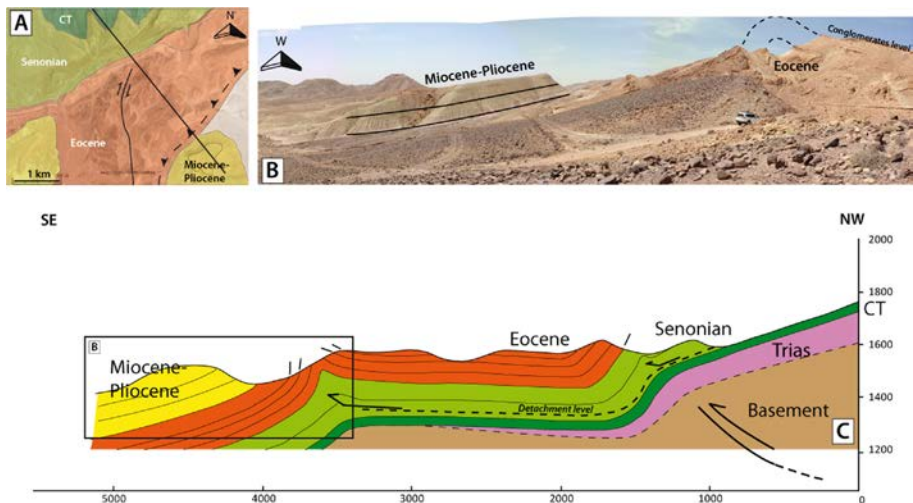 A
CT
N
Senonian
Eocene
Miocene-
Pliocene
1 km
W
Miocene-Pliocene
Conglomerates level
Eocene
B
SE
NW
2000
1800
CT
B
Miocene-
Pliocene
Eocene
Senonian
Trias
1600
Detachment level
1400
Basement
C
1200
5000
4000
3000
2000
1000
0